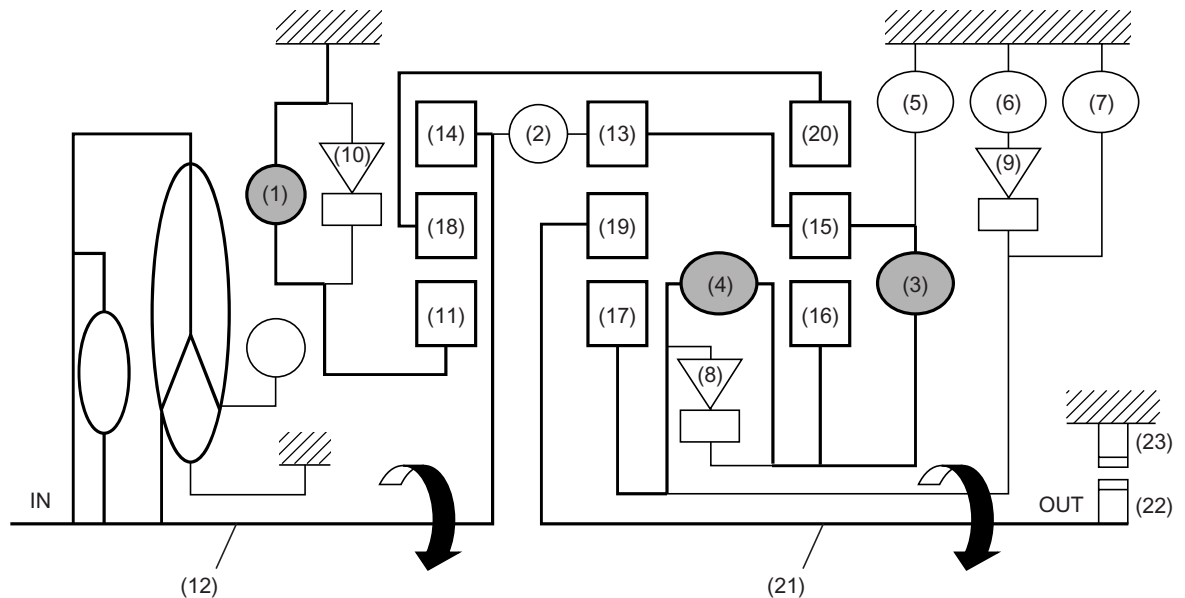 (5) (6) (7)
(14) (2) (13) (20)
(10)
(9)
(1)
(18) (19) (15)
(4) (3)
(11) (17) (16)
(8)
(23)
IN OUT (22)
(12) (21)